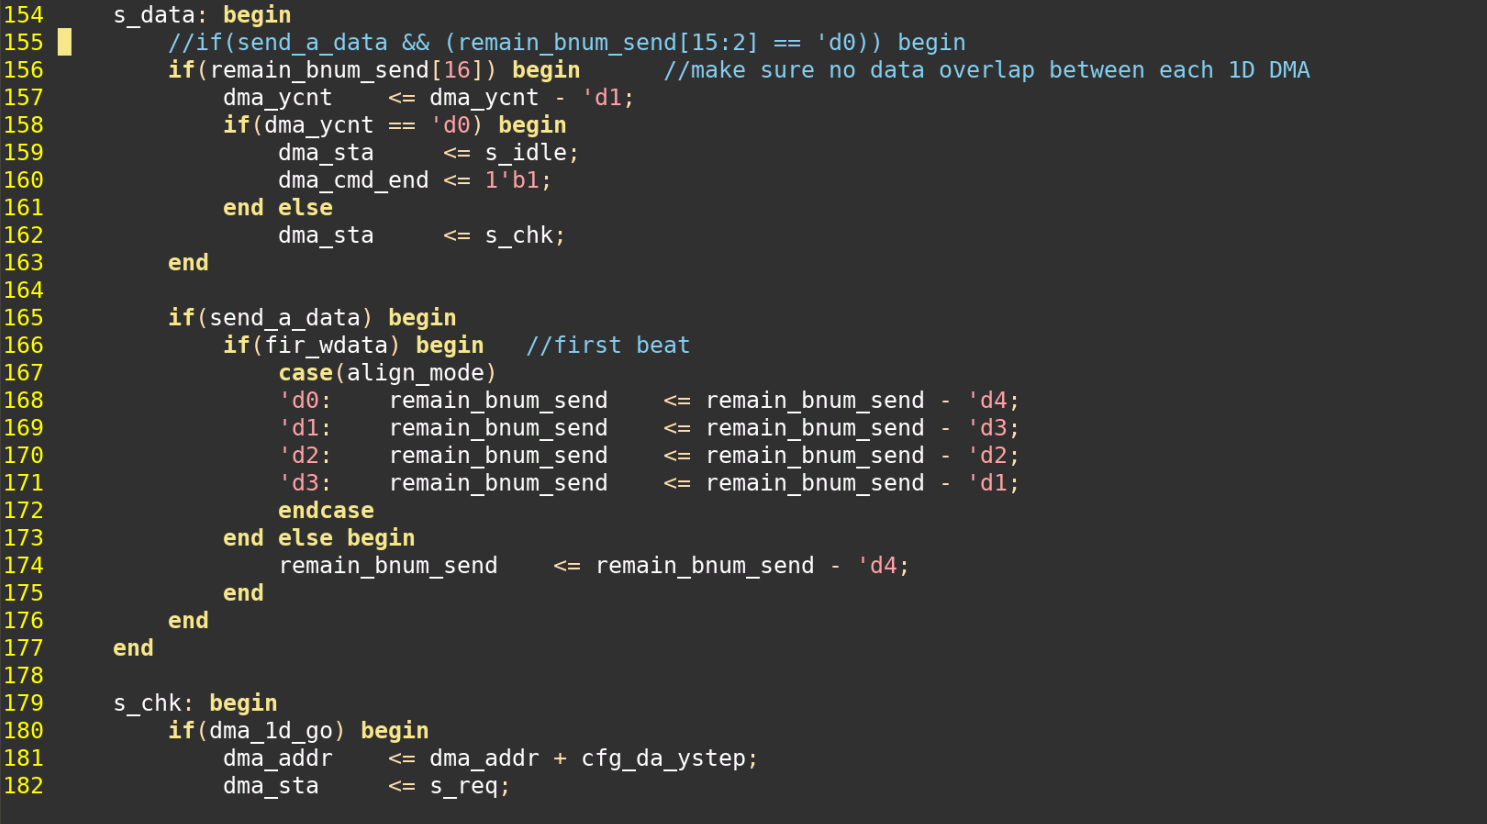 154     s_data: begin
155         //if(send_a_data && (remain_bnum_send[15:2] == 'd0)) begin
156         if(remain_bnum_send[16]) begin      //make sure no data overlap between each 1D DMA
157             dma_ycnt    <= dma_ycnt - 'd1;
158             if(dma_ycnt == 'd0) begin
159                 dma_sta     <= s_idle;
160                 dma_cmd_end <= 1'b1;
161             end else
162                 dma_sta     <= s_chk;
163         end
164
165         if(send_a_data) begin
166             if(fir_wdata) begin   //first beat
167                 case(align_mode)
168                 'd0:    remain_bnum_send    <= remain_bnum_send - 'd4;
169                 'd1:    remain_bnum_send    <= remain_bnum_send - 'd3;
170                 'd2:    remain_bnum_send    <= remain_bnum_send - 'd2;
171                 'd3:    remain_bnum_send    <= remain_bnum_send - 'd1;
172                 endcase
173             end else begin
174                 remain_bnum_send    <= remain_bnum_send - 'd4;
175             end
176         end
177     end
178
179     s_chk: begin
180         if(dma_1d_go) begin
181             dma_addr    <= dma_addr + cfg_da_ystep;
182             dma_sta     <= s_req;